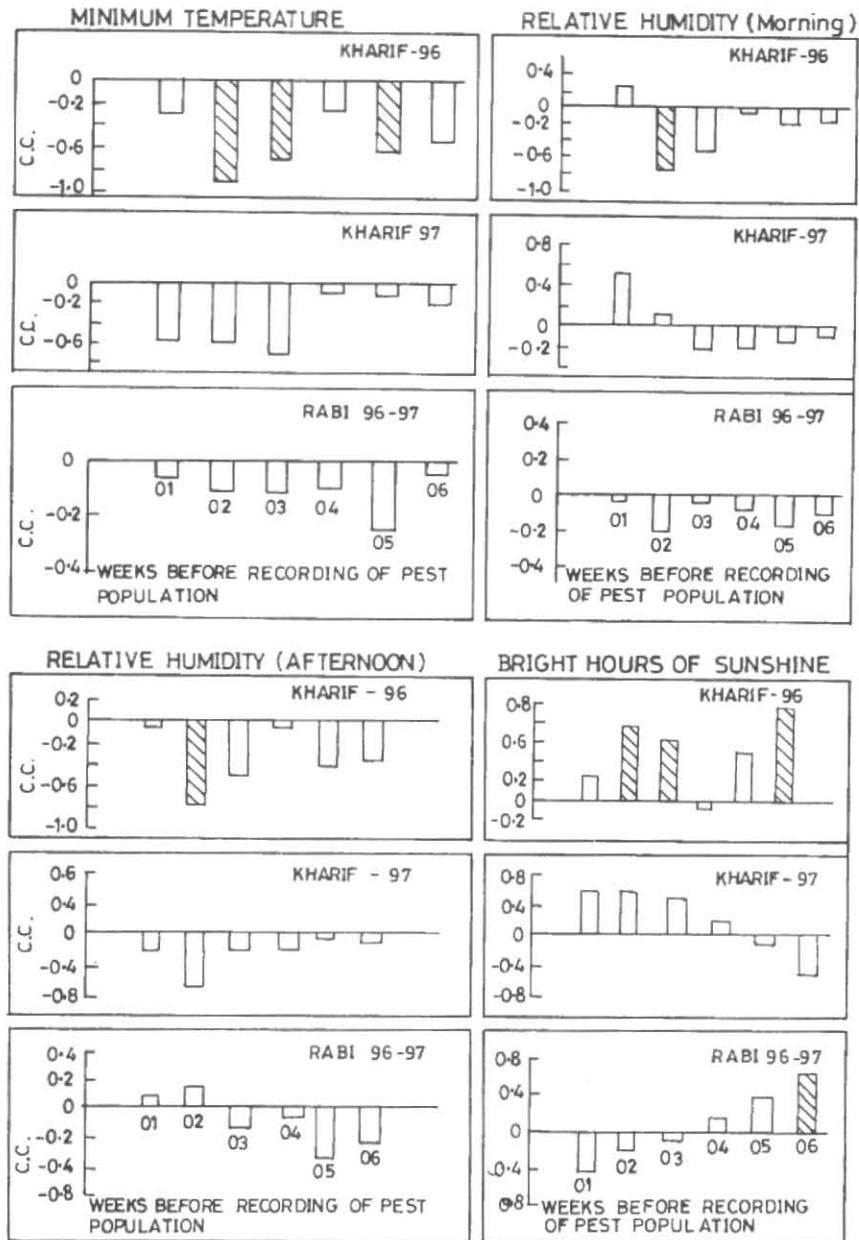 MINIMUM TEMPERATURE
KHARIF-96
0
-0.2
-0.6
-1.0
C.C.
KHARIF 97
0
-0.2
-0.6
C.C.
RABI 96-97
0
-0.2
-0.4
C.C.
01
02
03
04
05
06
WEEKS BEFORE RECORDING OF PEST
POPULATION
RELATIVE HUMIDITY (Morning)
KHARIF-96
0.4
0
-0.2
-0.6
-1.0
KHARIF-97
0.8
0.4
0
-0.2
RABI 96-97
0.4
0.2
0
-0.2
-0.4
01
02
03
04
05
06
WEEKS BEFORE RECORDING
OF PEST POPULATION
RELATIVE HUMIDITY (AFTERNOON)
KHARIF - 96
0.2
0
-0.2
-0.6
-1.0
C.C.
KHARIF - 97
0.6
0.4
0
-0.4
-0.8
C.C.
RABI 96-97
0.4
0.2
0
-0.2
-0.4
-0.8
C.C.
01
02
03
04
05
06
WEEKS BEFORE RECORDING OF PEST
POPULATION
BRIGHT HOURS OF SUNSHINE
KHARIF-96
0.8
0.6
0.2
0
-0.2
KHARIF-97
0.8
0.4
0
-0.4
-0.8
RABI 96-97
0.8
0.4
0
0.4
0.8
01
02
03
04
05
06
WEEKS BEFORE RECORDING
OF PEST POPULATION